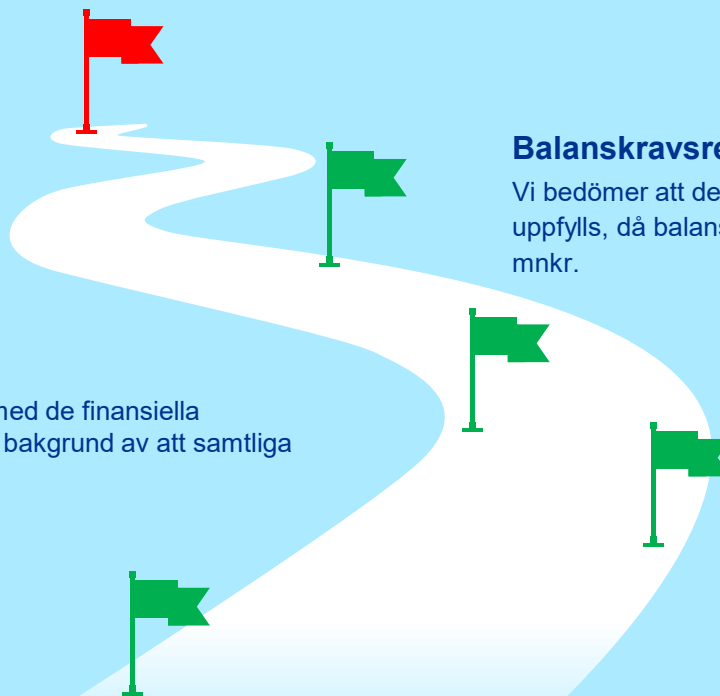 Balanskravsre
Vi bedömer att de
uppfylls, då balans
mnkr.
med de finansiella
bakgrund av att samtliga